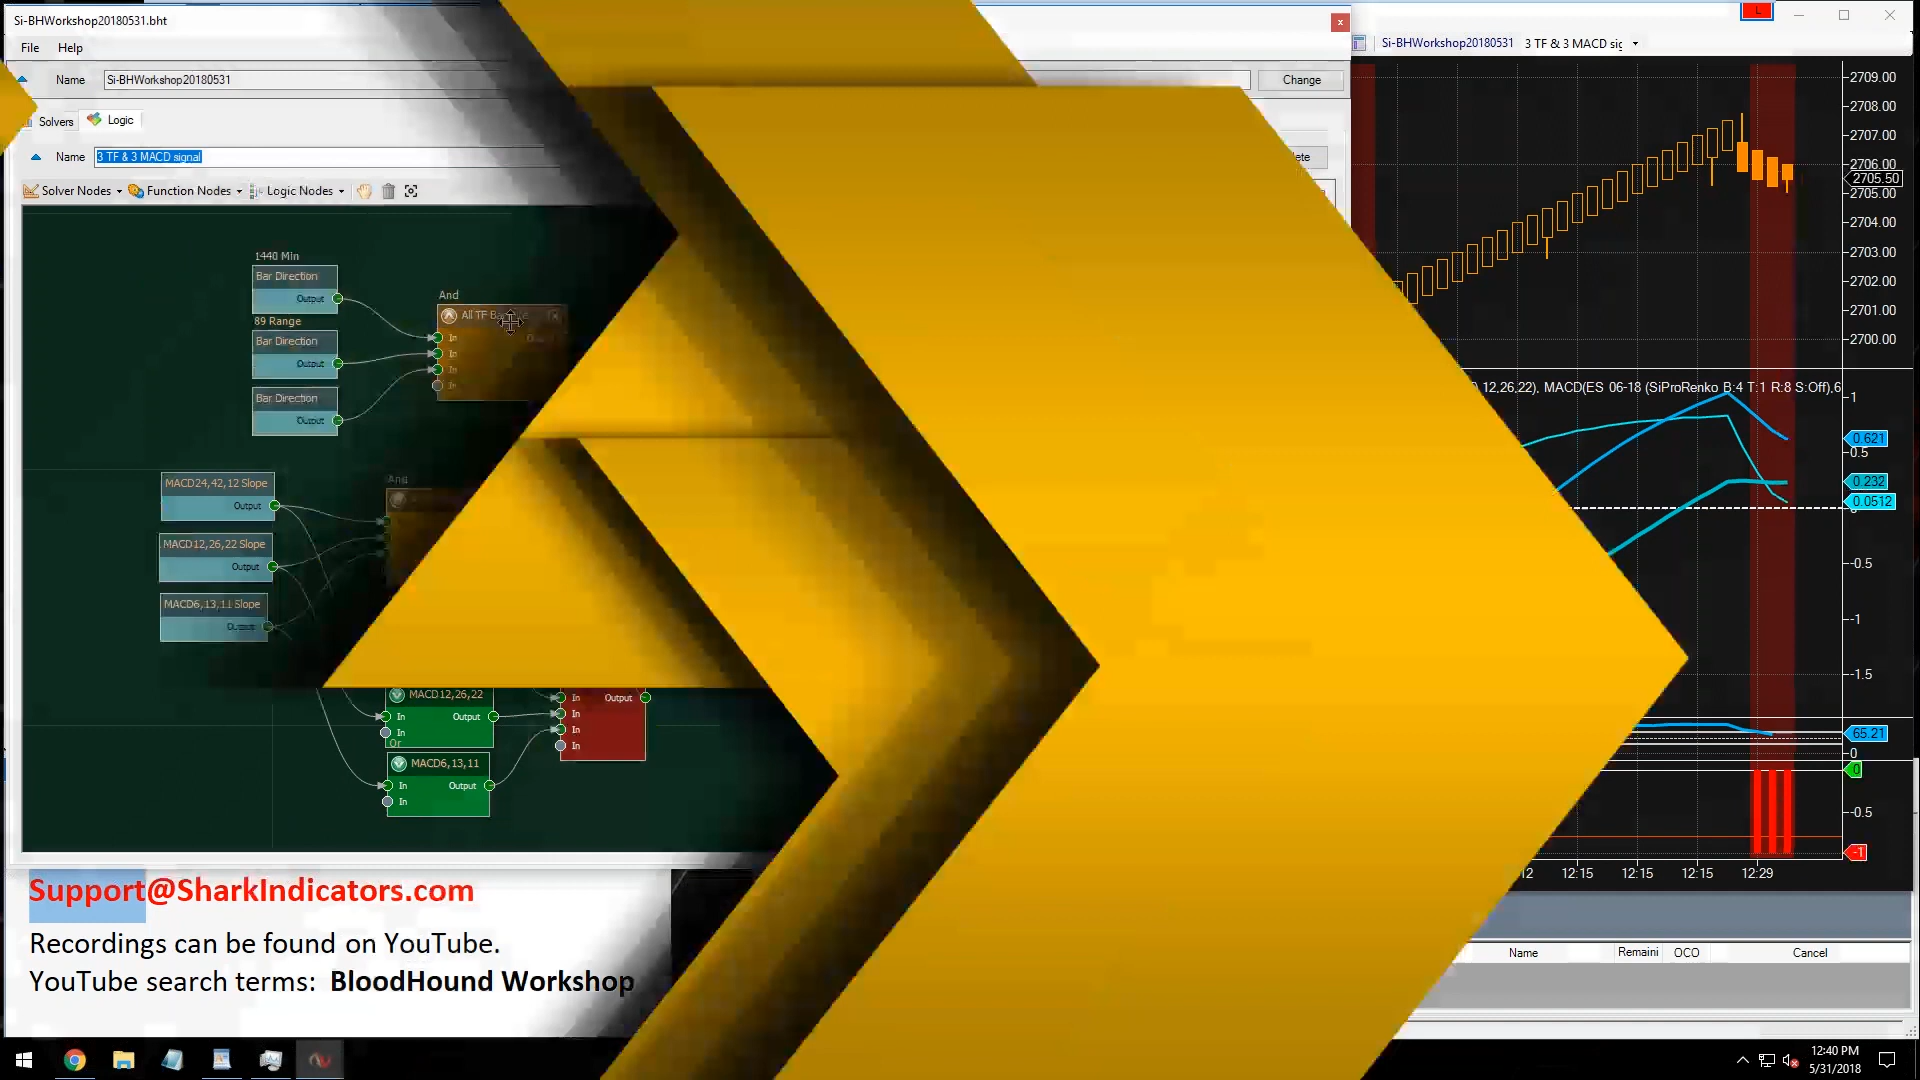 Si-BHWorkshop20180531.bht
File Help
Name Si-BHWorkshop20180531 Change
Solvers Logic
Name 3 TF & 3 MACD signal
Solver Nodes Function Nodes Logic Nodes
1440 Min
Bar Direction
Output
89 Range
Bar Direction
Output
Bar Direction
Output
And
All TF
In
In
In
In
MACD24,42,12 Slope
Output
MACD12,26,22 Slope
Output
MACD6,13,11 Slope
Output
And
MACD12,26,22
In Output
In
Or
MACD6,13,11
In Output
In
In Output
In
In
In
Support@SharkIndicators.com
Recordings can be found on YouTube.
YouTube search terms: BloodHound Workshop
L
Si-BHWorkshop20180531 3 TF & 3 MACD sig
2709.00
2708.00
2707.00
2706.00
2705.50
2705.00
2704.00
2703.00
2702.00
2701.00
2700.00
12,26,22), MACD(ES 06-18 (SiProRenko B:4 T:1 R:8 S:Off),6
1
0.621
0.5
0.232
0.0512
-0.5
-1
-1.5
65.21
0
0
-0.5
-1
12 12:15 12:15 12:15 12:29
Name Remaini OCO Cancel
12:40 PM
5/31/2018